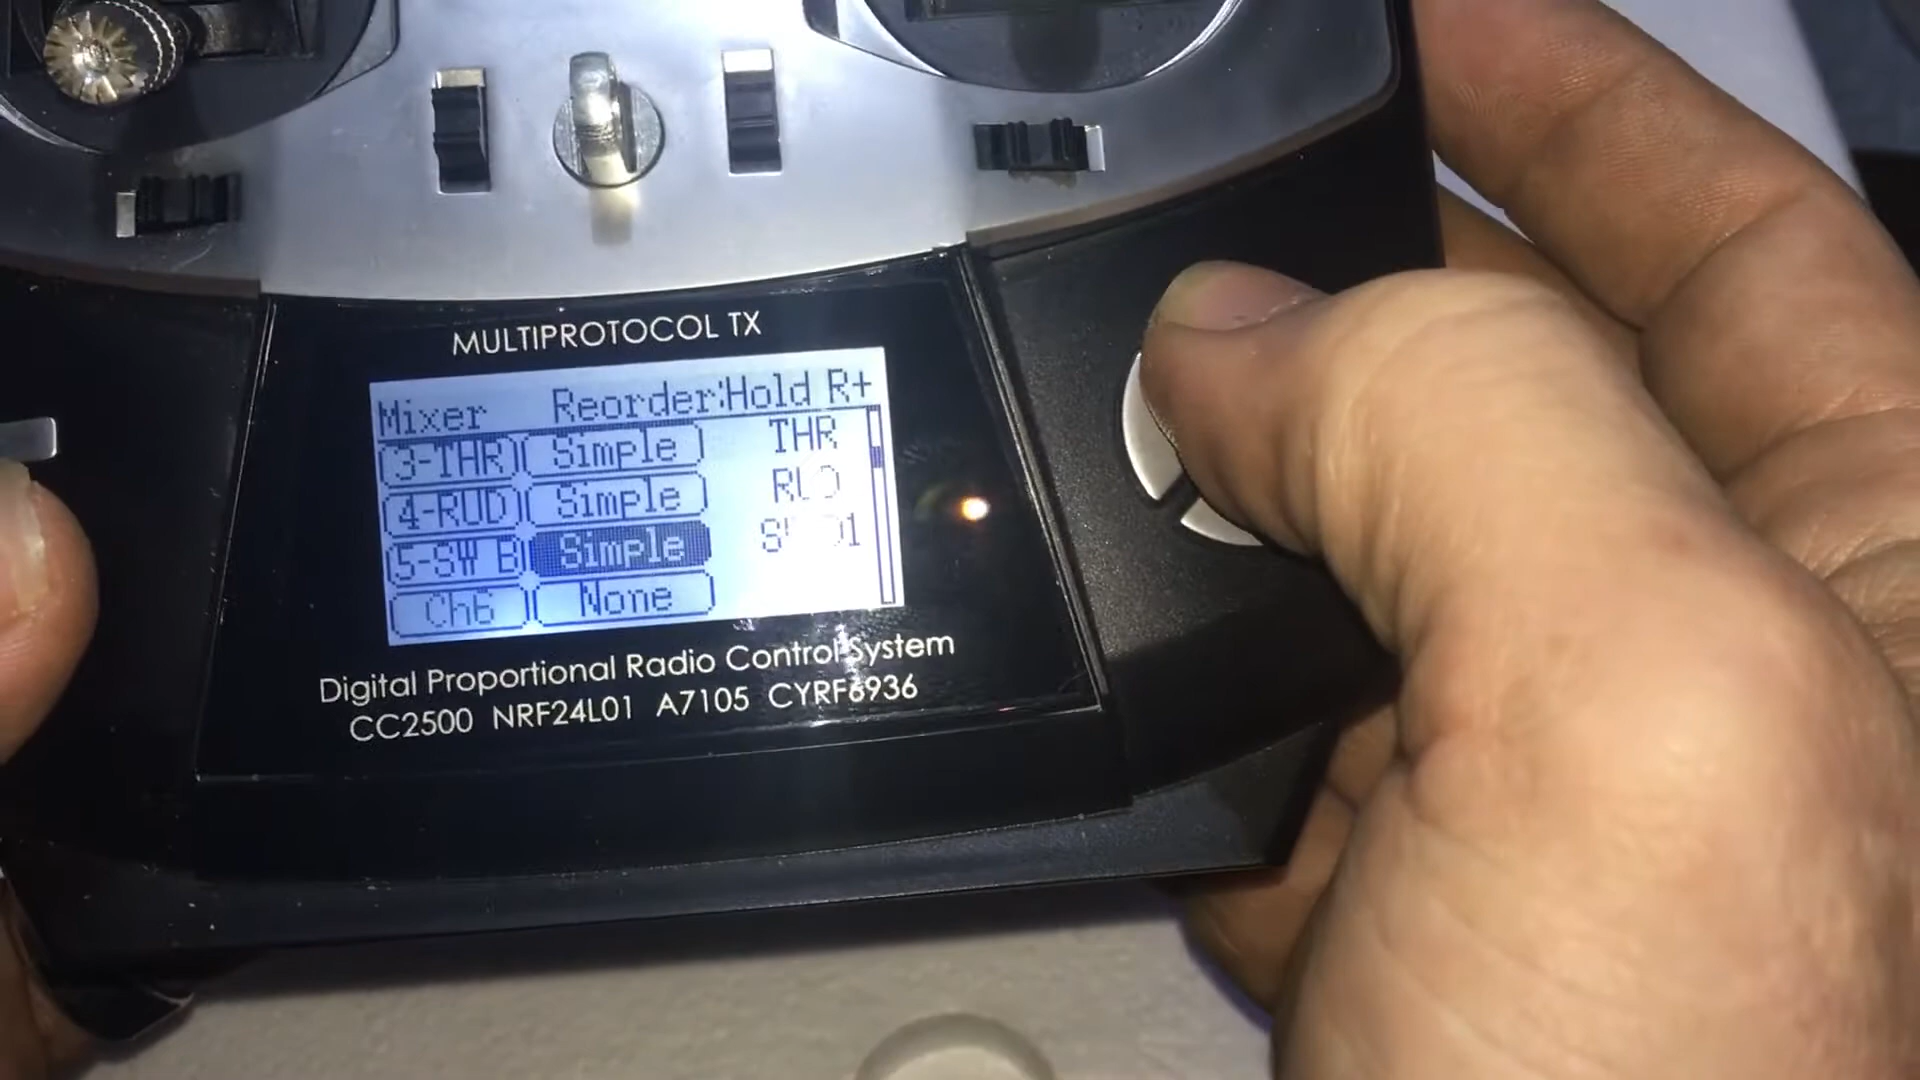 MULTIPROTOCOL TX
Mixer Reorder:Hold R+
3-THR Simple THR
4-RUD Simple
5-SW B Simple
Ch6 None
Digital Proportional Radio Control System
CC2500 NRF24L01 A7105 CYRF6936